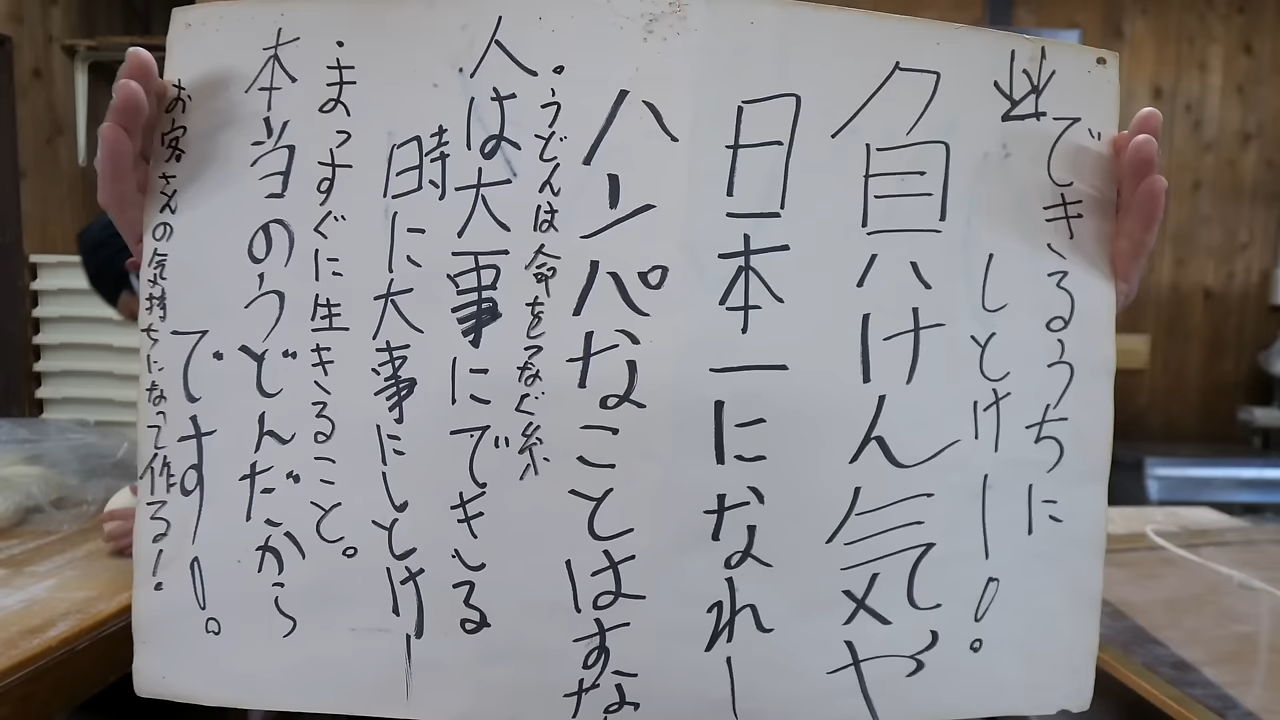 できるうちに
しとけー!
負けん気や
日本一になれー
ハンパなことはすな
。うどんは命をつなぐ糸
人は大事にできる
時に大事にしとけー
・まっすぐに生きること。
本当のうどんだから
です!
お客さんの気持ちになって作る!